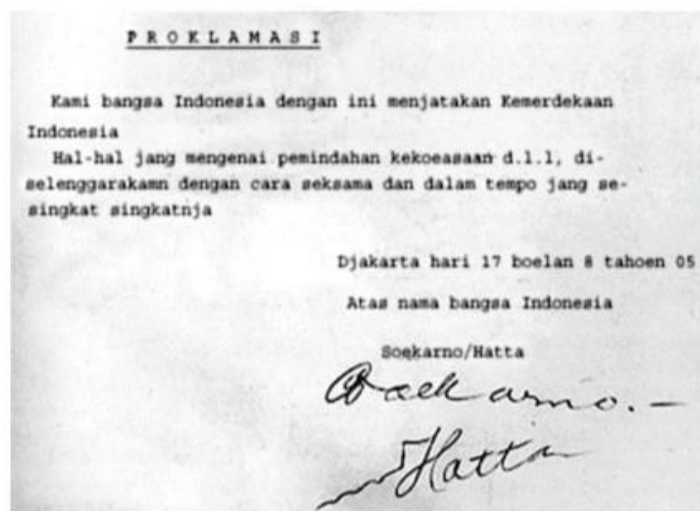 P R O K L A M A S I
Kami bangsa Indonesia dengan ini menjatakan Kemerdekaan
Indonesia
Hal-hal jang mengenai pemindahan kekoeasaan d.l.l, di-
selenggarakamn dengan cara seksama dan dalam tempo jang se-
singkat singkatnja
Djakarta hari 17 boelan 8 tahoen 05
Atas nama bangsa Indonesia
Soekarno/Hatta
Soekarno.-
Hatta